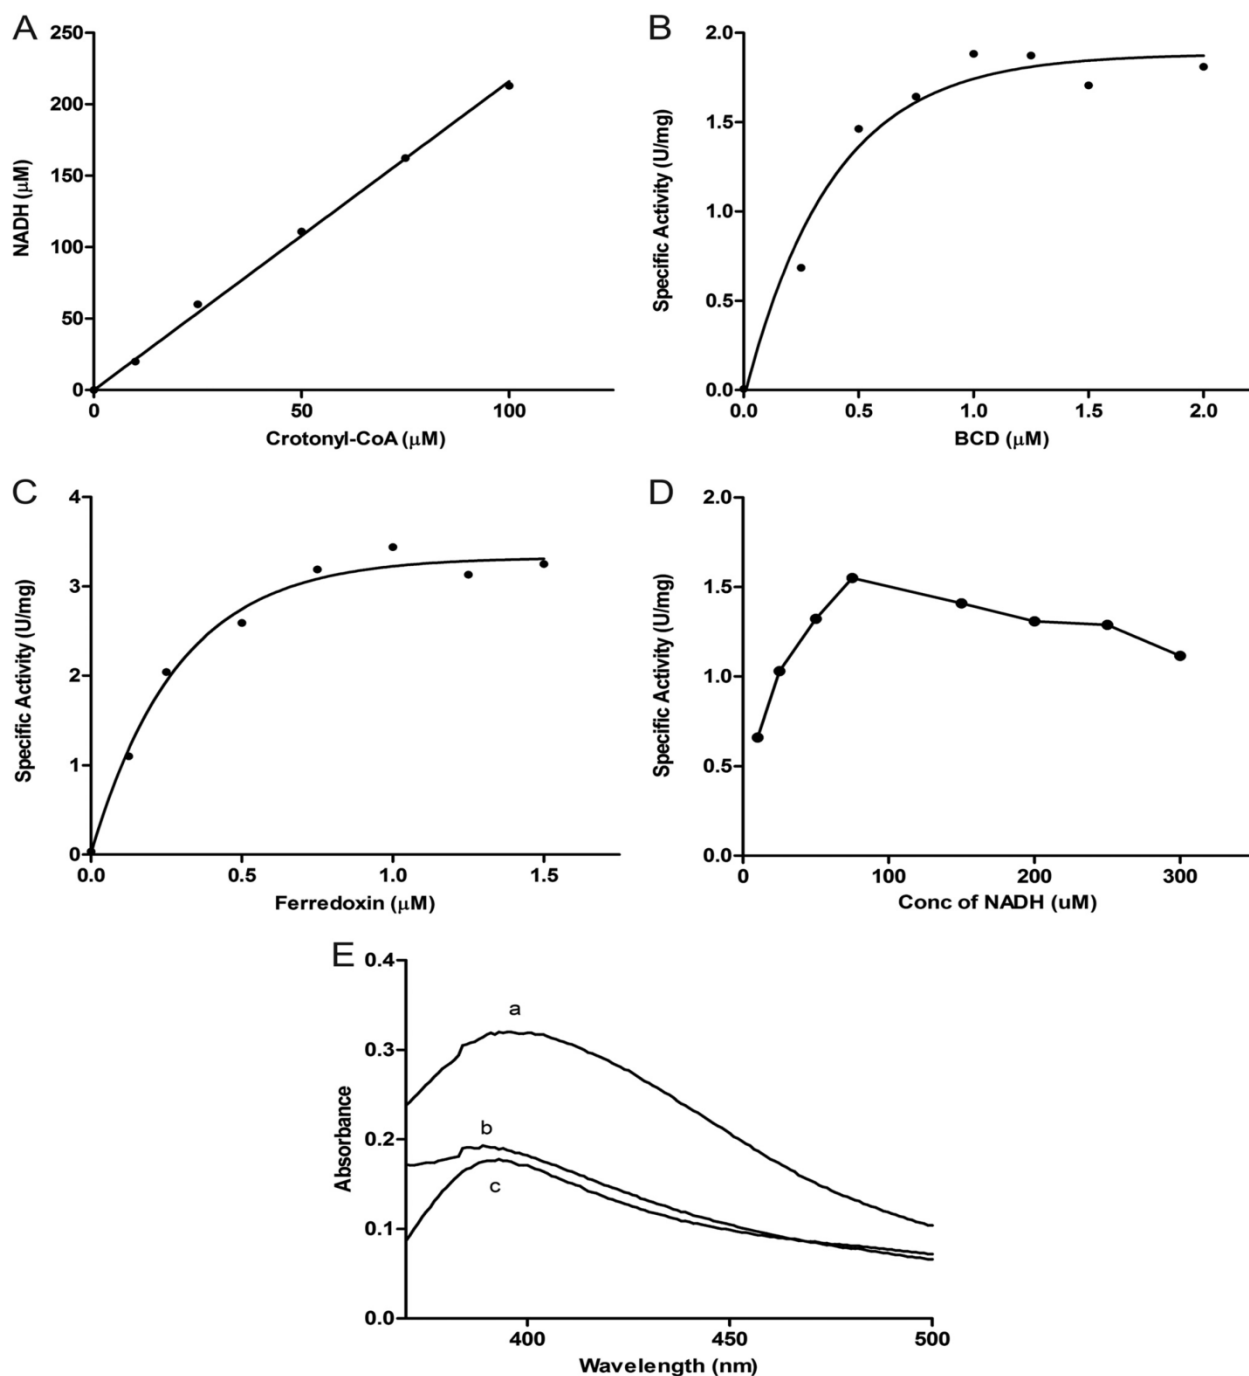 A
250
200
150
100
50
0
NADH (μM)
0 50 100
Crotonyl-CoA (μM)
B
2.0
1.5
1.0
0.5
0.0
Specific Activity (U/mg)
0.0 0.5 1.0 1.5 2.0
BCD (μM)
C
4
3
2
1
0
Specific Activity (U/mg)
0.0 0.5 1.0 1.5
Ferredoxin (μM)
D
2.0
1.5
1.0
0.5
0.0
Specific Activity (U/mg)
0 100 200 300
Conc of NADH (uM)
E
0.4
0.3
0.2
0.1
0.0
Absorbance
a
b
c
400 450 500
Wavelength (nm)